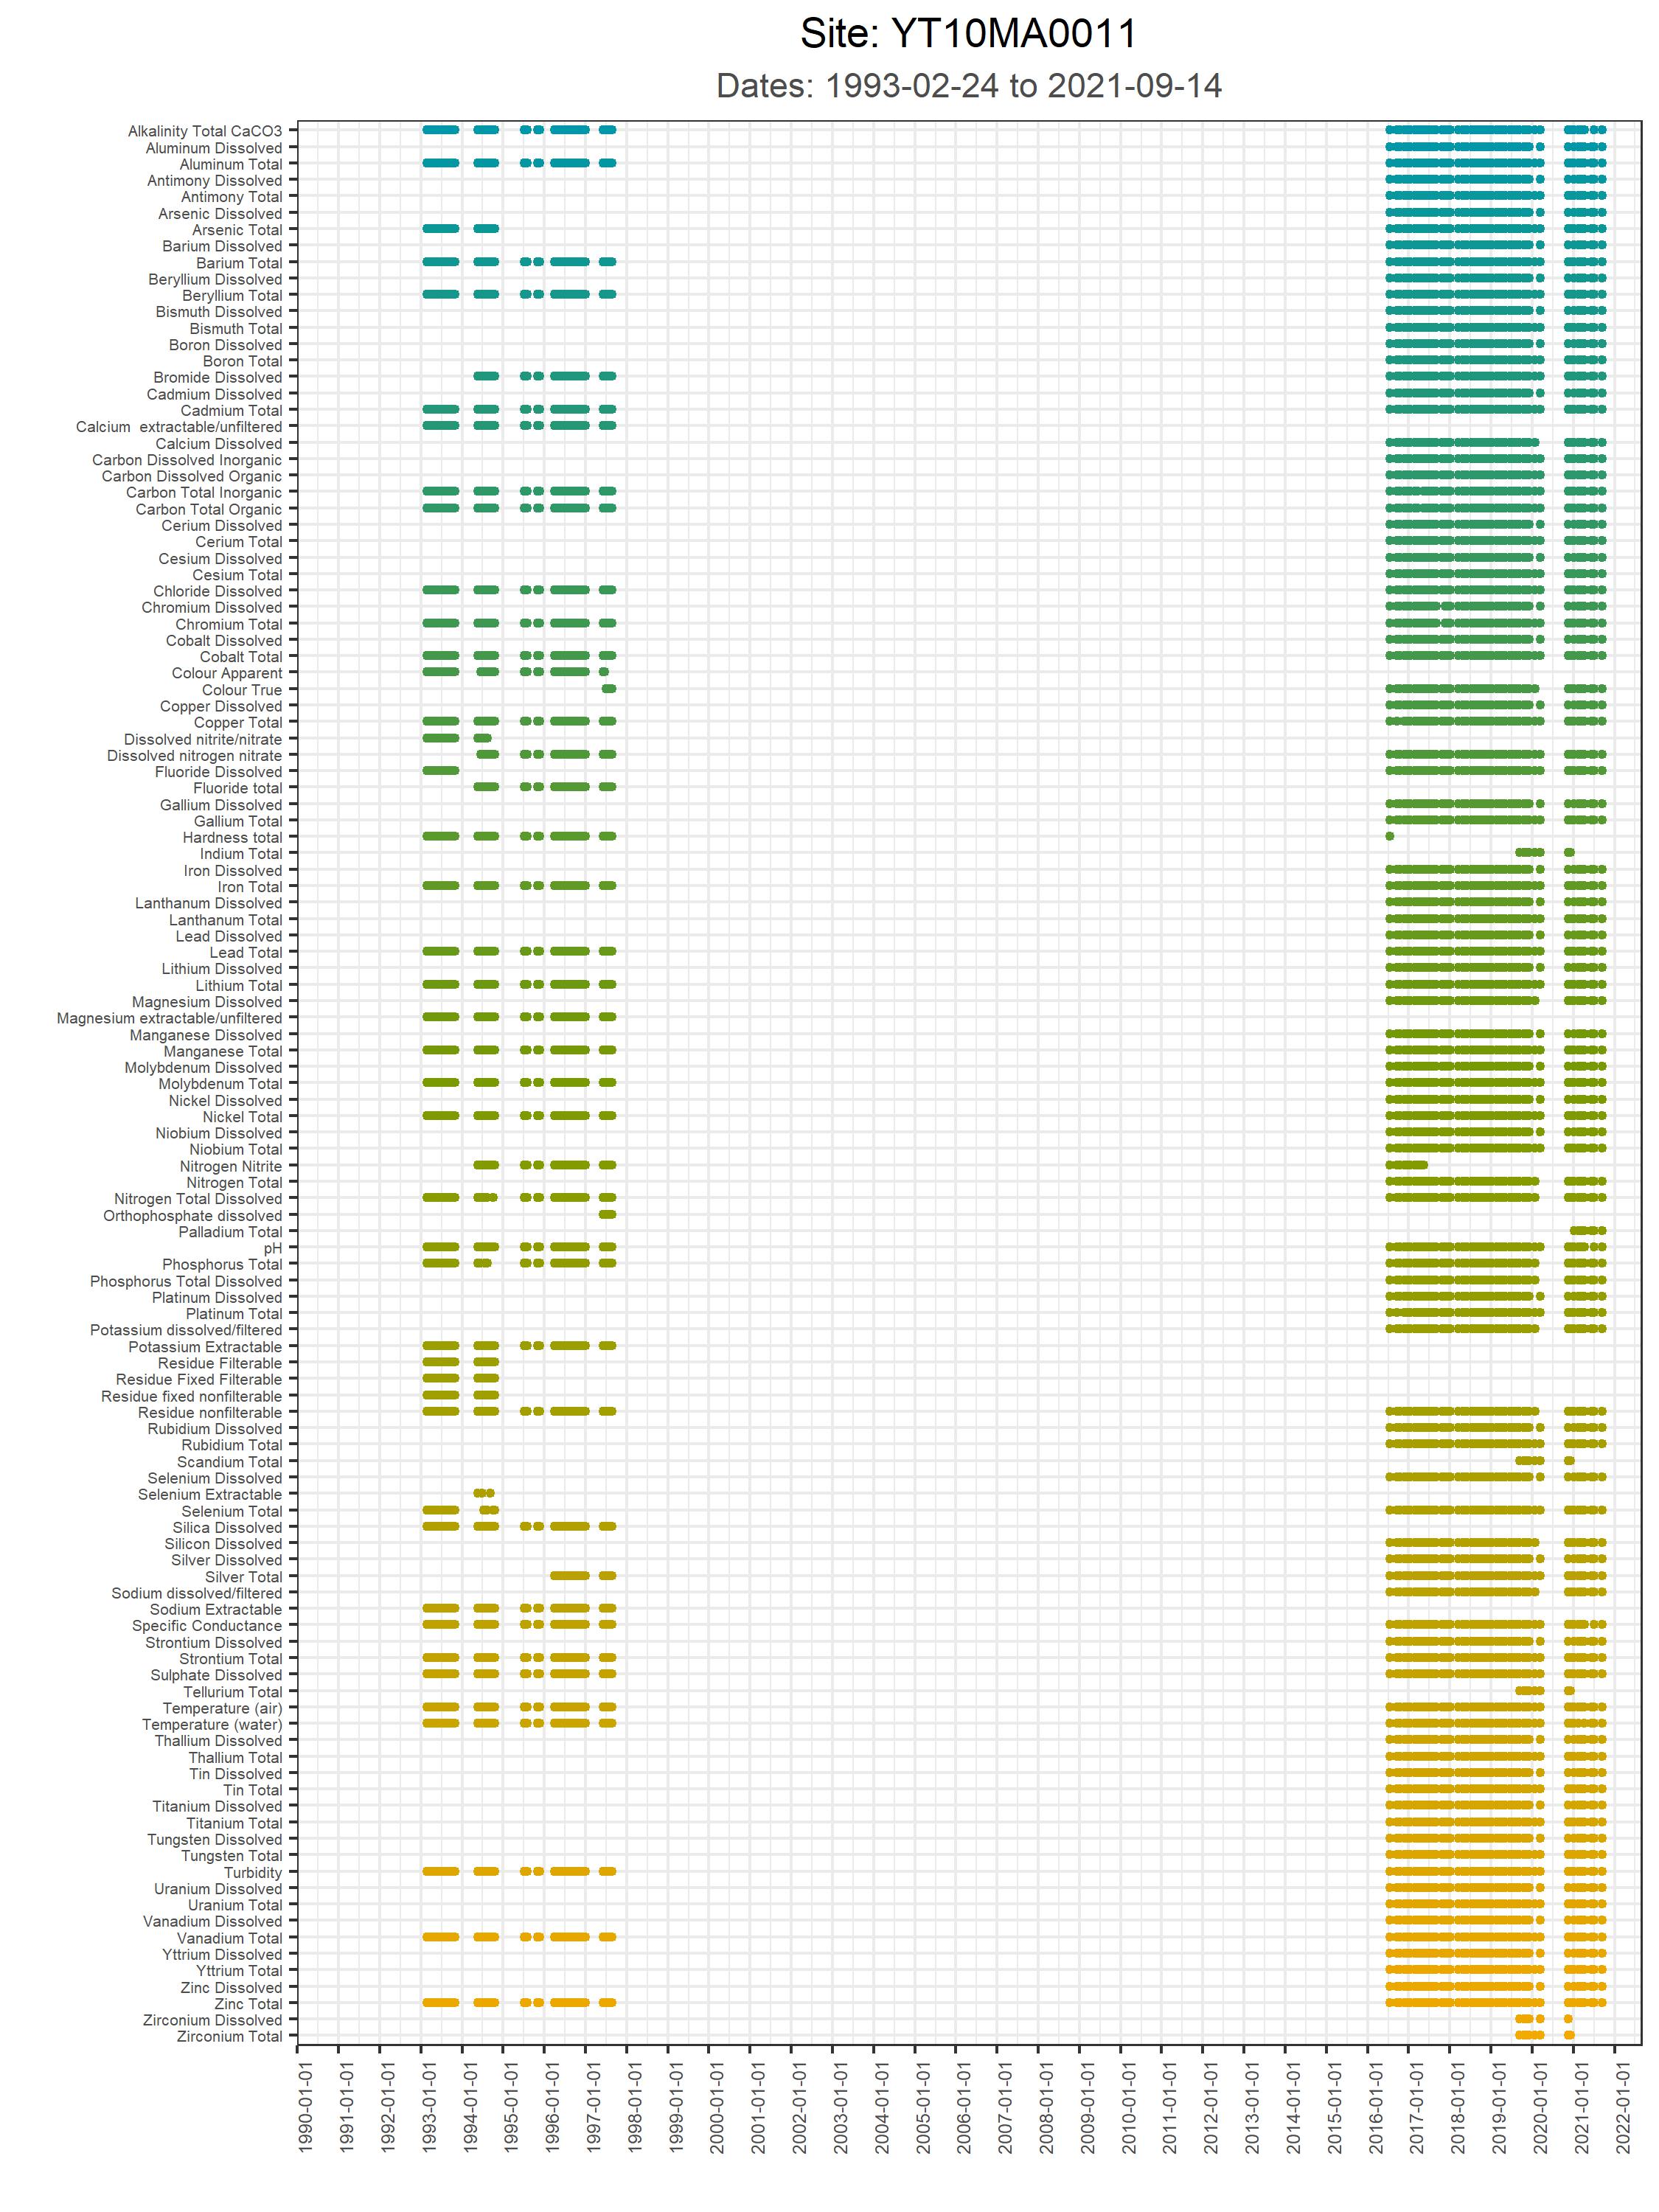 Site: YT10MA0011
Dates: 1993-02-24 to 2021-09-14
Alkalinity Total CaCO3
Aluminum Dissolved
Aluminum Total
Antimony Dissolved
Antimony Total
Arsenic Dissolved
Arsenic Total
Barium Dissolved
Barium Total
Beryllium Dissolved
Beryllium Total
Bismuth Dissolved
Bismuth Total
Boron Dissolved
Boron Total
Bromide Dissolved
Cadmium Dissolved
Cadmium Total
Calcium  extractable/unfiltered
Calcium Dissolved
Carbon Dissolved Inorganic
Carbon Dissolved Organic
Carbon Total Inorganic
Carbon Total Organic
Cerium Dissolved
Cerium Total
Cesium Dissolved
Cesium Total
Chloride Dissolved
Chromium Dissolved
Chromium Total
Cobalt Dissolved
Cobalt Total
Colour Apparent
Colour True
Copper Dissolved
Copper Total
Dissolved nitrite/nitrate
Dissolved nitrogen nitrate
Fluoride Dissolved
Fluoride total
Gallium Dissolved
Gallium Total
Hardness total
Indium Total
Iron Dissolved
Iron Total
Lanthanum Dissolved
Lanthanum Total
Lead Dissolved
Lead Total
Lithium Dissolved
Lithium Total
Magnesium Dissolved
Magnesium extractable/unfiltered
Manganese Dissolved
Manganese Total
Molybdenum Dissolved
Molybdenum Total
Nickel Dissolved
Nickel Total
Niobium Dissolved
Niobium Total
Nitrogen Nitrite
Nitrogen Total
Nitrogen Total Dissolved
Orthophosphate dissolved
Palladium Total
pH
Phosphorus Total
Phosphorus Total Dissolved
Platinum Dissolved
Platinum Total
Potassium dissolved/filtered
Potassium Extractable
Residue Filterable
Residue Fixed Filterable
Residue fixed nonfilterable
Residue nonfilterable
Rubidium Dissolved
Rubidium Total
Scandium Total
Selenium Dissolved
Selenium Extractable
Selenium Total
Silica Dissolved
Silicon Dissolved
Silver Dissolved
Silver Total
Sodium dissolved/filtered
Sodium Extractable
Specific Conductance
Strontium Dissolved
Strontium Total
Sulphate Dissolved
Tellurium Total
Temperature (air)
Temperature (water)
Thallium Dissolved
Thallium Total
Tin Dissolved
Tin Total
Titanium Dissolved
Titanium Total
Tungsten Dissolved
Tungsten Total
Turbidity
Uranium Dissolved
Uranium Total
Vanadium Dissolved
Vanadium Total
Yttrium Dissolved
Yttrium Total
Zinc Dissolved
Zinc Total
Zirconium Dissolved
Zirconium Total
1990-01-01
1991-01-01
1992-01-01
1993-01-01
1994-01-01
1995-01-01
1996-01-01
1997-01-01
1998-01-01
1999-01-01
2000-01-01
2001-01-01
2002-01-01
2003-01-01
2004-01-01
2005-01-01
2006-01-01
2007-01-01
2008-01-01
2009-01-01
2010-01-01
2011-01-01
2012-01-01
2013-01-01
2014-01-01
2015-01-01
2016-01-01
2017-01-01
2018-01-01
2019-01-01
2020-01-01
2021-01-01
2022-01-01